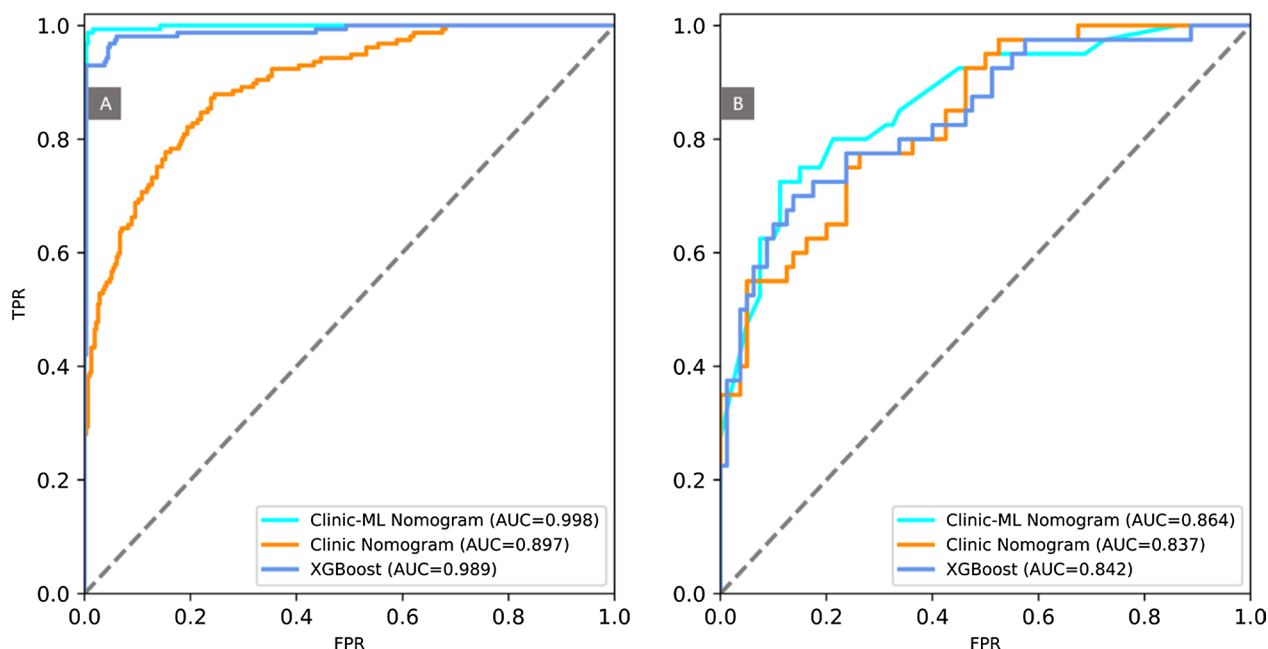 A
TPR
1.0
0.8
0.6
0.4
0.2
0.0
Clinic-ML Nomogram (AUC=0.998)
Clinic Nomogram (AUC=0.897)
XGBoost (AUC=0.989)
0.0 0.2 0.4 0.6 0.8 1.0
FPR
B
1.0
0.8
0.6
0.4
0.2
0.0
Clinic-ML Nomogram (AUC=0.864)
Clinic Nomogram (AUC=0.837)
XGBoost (AUC=0.842)
0.0 0.2 0.4 0.6 0.8 1.0
FPR